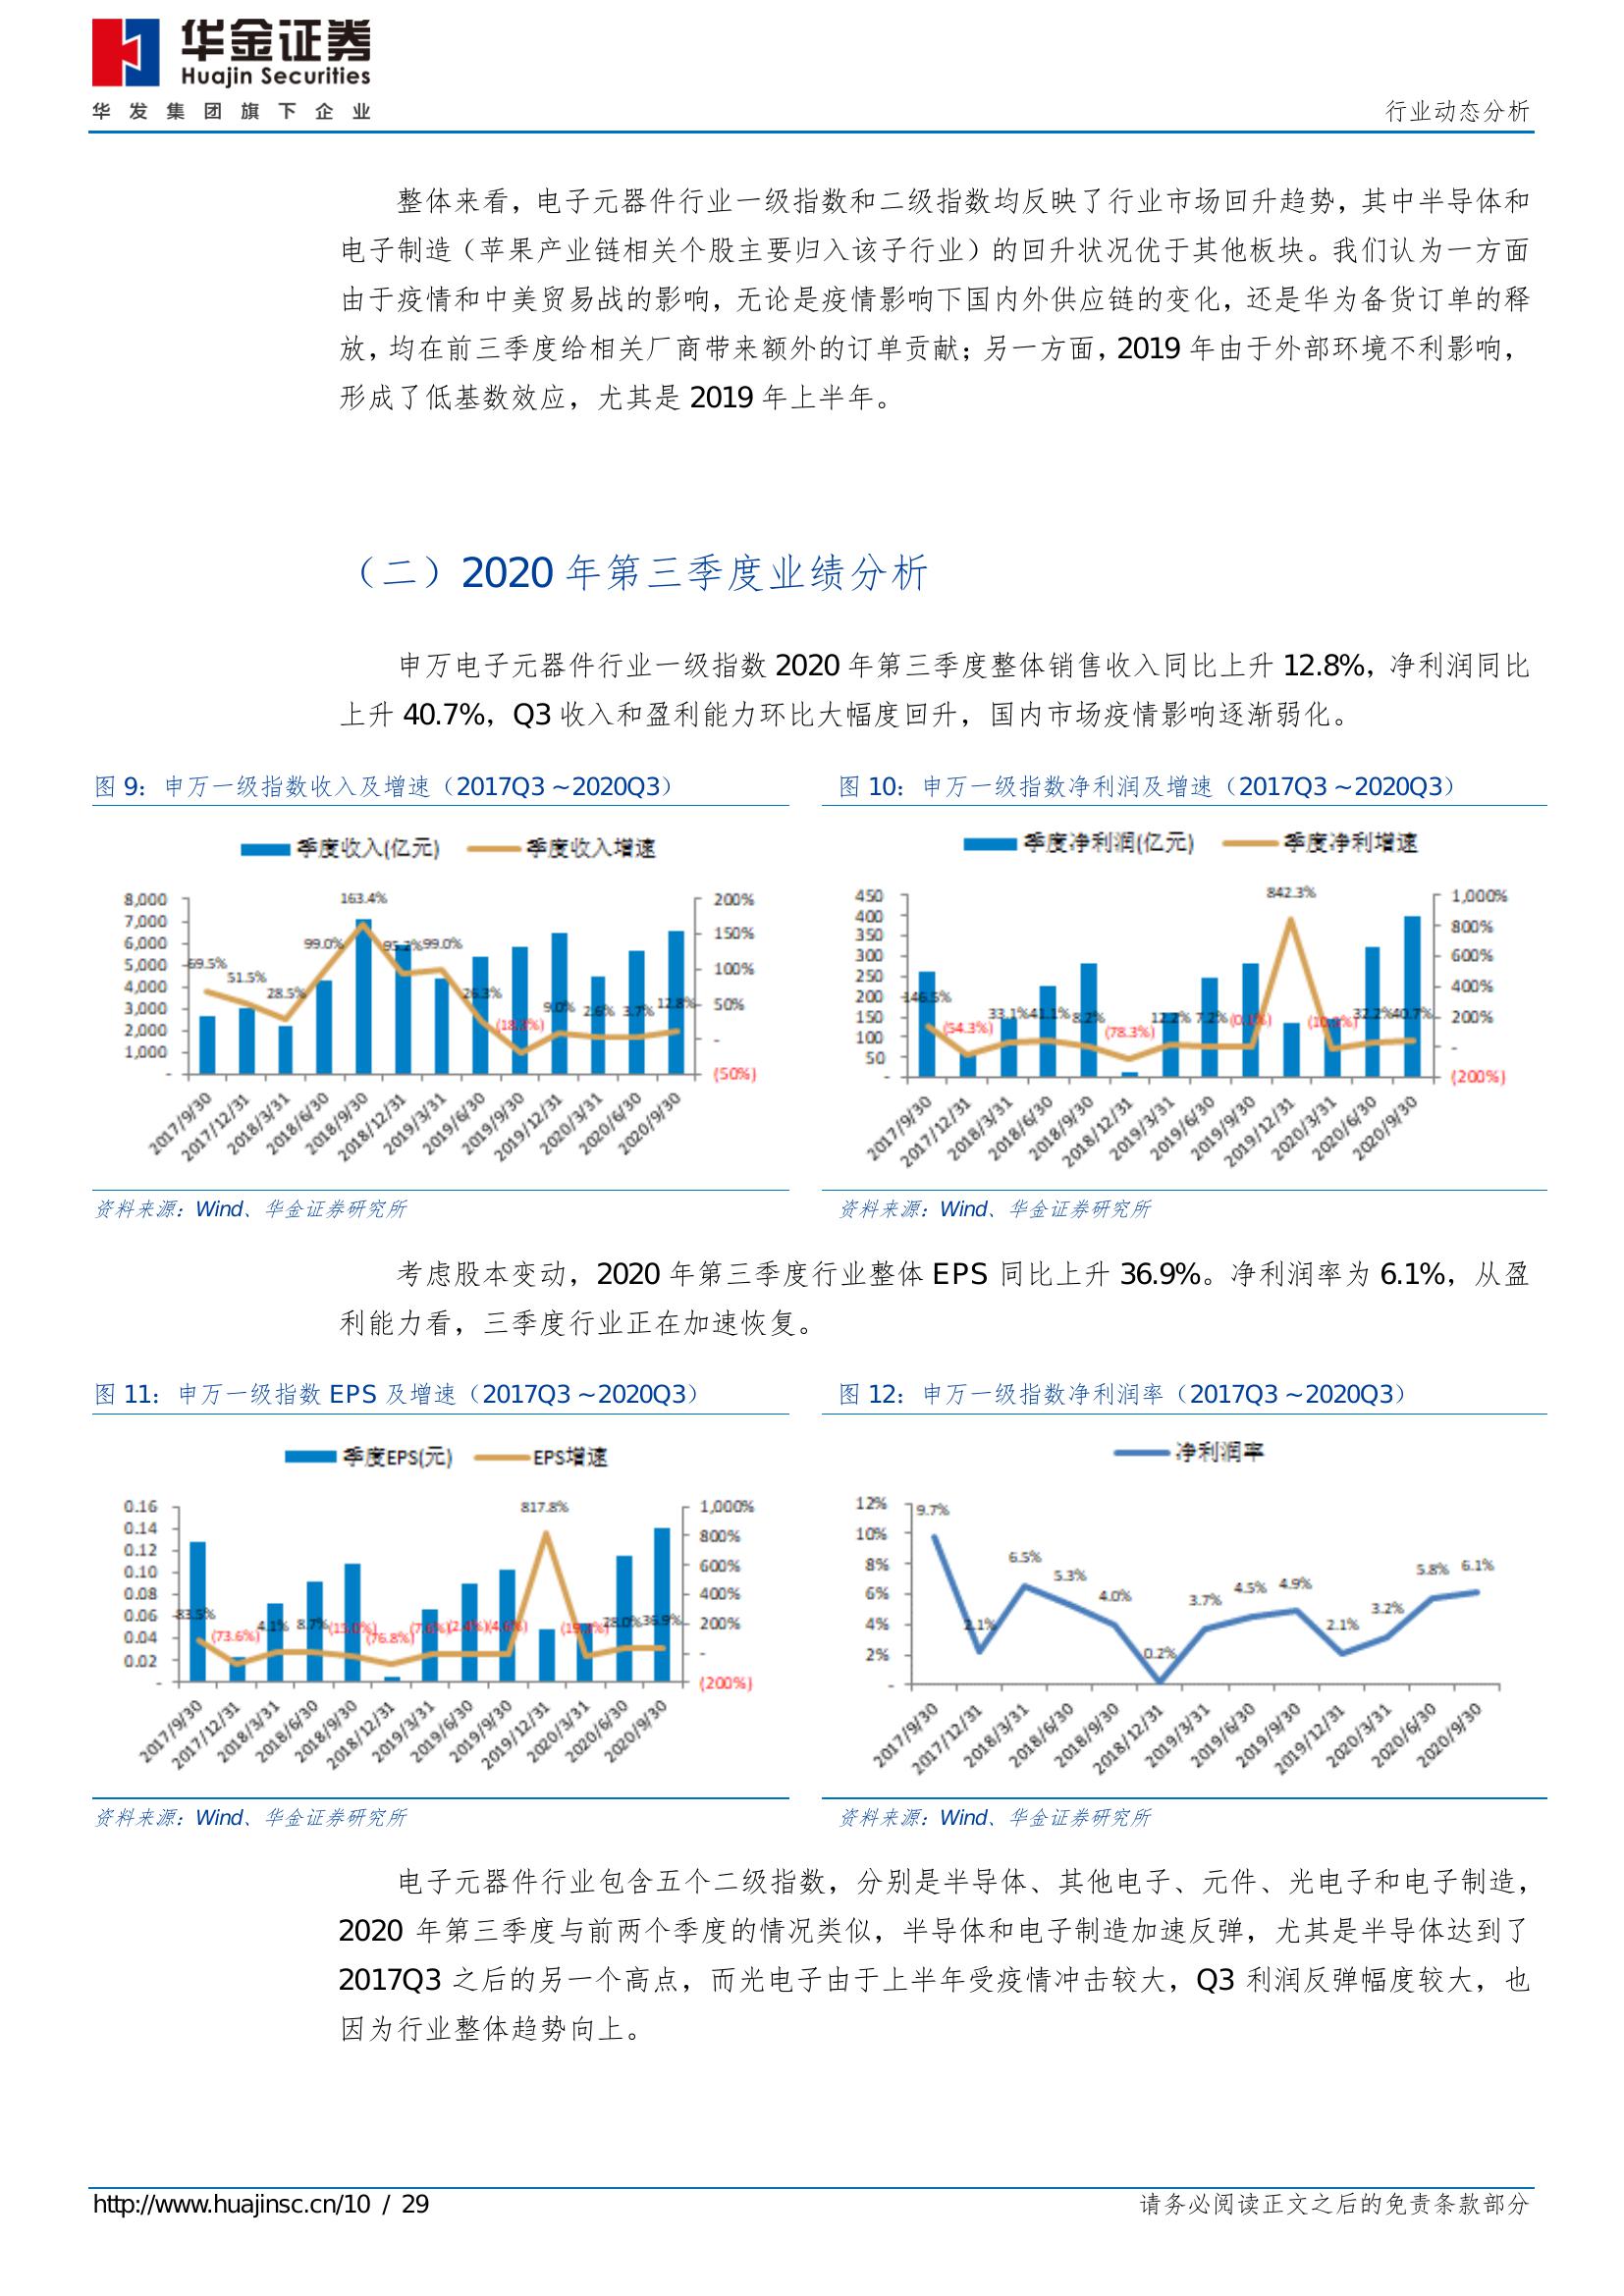 华金证券
Huajin Securities
华发集团旗下企业
行业动态分析
整体来看，电子元器件行业一级指数和二级指数均反映了行业市场回升趋势，其中半导体和
电子制造（苹果产业链相关个股主要归入该子行业）的回升状况优于其他板块。我们认为一方面
由于疫情和中美贸易战的影响，无论是疫情影响下国内外供应链的变化，还是华为备货订单的释
放，均在前三季度给相关厂商带来额外的订单贡献；另一方面，2019 年由于外部环境不利影响，
形成了低基数效应，尤其是 2019 年上半年。
（二）2020 年第三季度业绩分析
申万电子元器件行业一级指数 2020 年第三季度整体销售收入同比上升 12.8%，净利润同比
上升 40.7%，Q3 收入和盈利能力环比大幅度回升，国内市场疫情影响逐渐弱化。
图 9：申万一级指数收入及增速（2017Q3～2020Q3）
季度收入(亿元) 季度收入增速
8,000
7,000
6,000
5,000
4,000
3,000
2,000
1,000
-
69.5% 51.5% 28.5% 99.0% 163.4% 95.2% 99.0% 26.3% (18.3%) 9.0% 2.6% 3.7% 12.8%
200%
150%
100%
50%
-
(50%)
2017/9/30 2017/12/31 2018/3/31 2018/6/30 2018/9/30 2018/12/31 2019/3/31 2019/6/30 2019/9/30 2019/12/31 2020/3/31 2020/6/30 2020/9/30
资料来源：Wind、华金证券研究所
图 10：申万一级指数净利润及增速（2017Q3～2020Q3）
季度净利润(亿元) 季度净利增速
450
400
350
300
250
200
150
100
50
-
146.5% (54.3%) 33.1% 41.1% 8.2% (78.3%) 12.2% 7.2% (0.1%) 842.3% 32.2% 40.7%
1,000%
800%
600%
400%
200%
-
(200%)
2017/9/30 2017/12/31 2018/3/31 2018/6/30 2018/9/30 2018/12/31 2019/3/31 2019/6/30 2019/9/30 2019/12/31 2020/3/31 2020/6/30 2020/9/30
资料来源：Wind、华金证券研究所
考虑股本变动，2020 年第三季度行业整体 EPS 同比上升 36.9%。净利润率为 6.1%，从盈
利能力看，三季度行业正在加速恢复。
图 11：申万一级指数 EPS 及增速（2017Q3～2020Q3）
季度EPS(元) EPS增速
0.16
0.14
0.12
0.10
0.08
0.06
0.04
0.02
-
83.5% (73.6%) 4.1% 8.7% (15.0%) (76.8%) (7.6%) (2.4%) (4.6%) 817.8% 28.0% 36.9%
1,000%
800%
600%
400%
200%
-
(200%)
2017/9/30 2017/12/31 2018/3/31 2018/6/30 2018/9/30 2018/12/31 2019/3/31 2019/6/30 2019/9/30 2019/12/31 2020/3/31 2020/6/30 2020/9/30
资料来源：Wind、华金证券研究所
图 12：申万一级指数净利润率（2017Q3～2020Q3）
净利润率
12%
10%
8%
6%
4%
2%
-
9.7% 2.1% 6.5% 5.3% 4.0% 0.2% 3.7% 4.5% 4.9% 2.1% 3.2% 5.8% 6.1%
2017/9/30 2017/12/31 2018/3/31 2018/6/30 2018/9/30 2018/12/31 2019/3/31 2019/6/30 2019/9/30 2019/12/31 2020/3/31 2020/6/30 2020/9/30
资料来源：Wind、华金证券研究所
电子元器件行业包含五个二级指数，分别是半导体、其他电子、元件、光电子和电子制造，
2020 年第三季度与前两个季度的情况类似，半导体和电子制造加速反弹，尤其是半导体达到了
2017Q3 之后的另一个高点，而光电子由于上半年受疫情冲击较大，Q3 利润反弹幅度较大，也
因为行业整体趋势向上。
http://www.huajinsc.cn/10 / 29
请务必阅读正文之后的免责条款部分